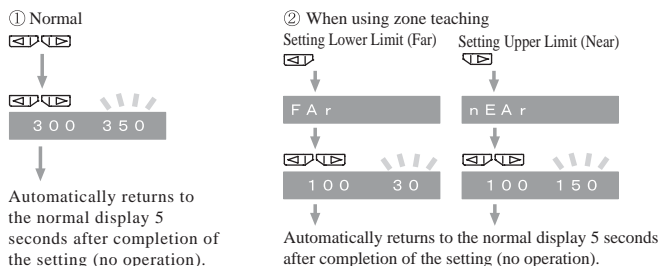 ① Normal
300 350
Automatically returns to
the normal display 5
seconds after completion of
the setting (no operation).
② When using zone teaching
Setting Lower Limit (Far) Setting Upper Limit (Near)
FAr nEAr
100 30 100 150
Automatically returns to the normal display 5 seconds
after completion of the setting (no operation).